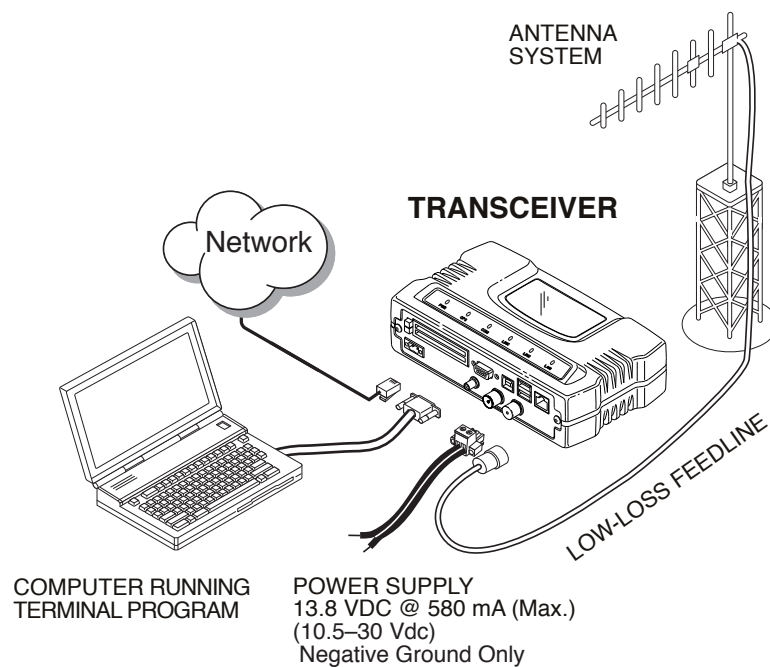 ANTENNA
SYSTEM
TRANSCEIVER
Network
LOW-LOSS FEEDLINE
COMPUTER RUNNING
TERMINAL PROGRAM
POWER SUPPLY
13.8 VDC @ 580 mA (Max.)
(10.5–30 Vdc)
Negative Ground Only